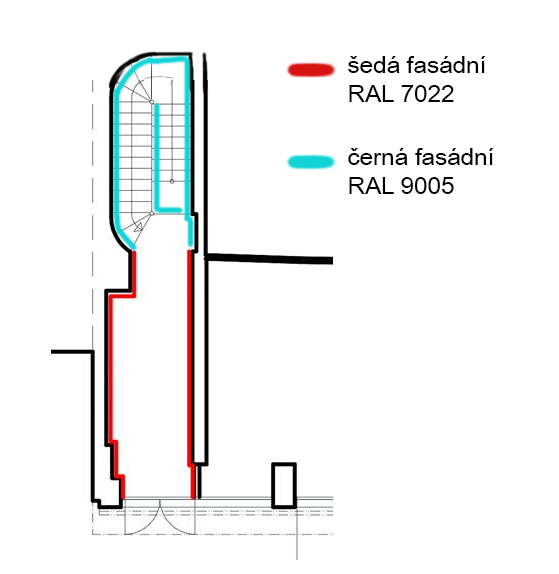 šedá fasádní
RAL 7022
černá fasádní
RAL 9005